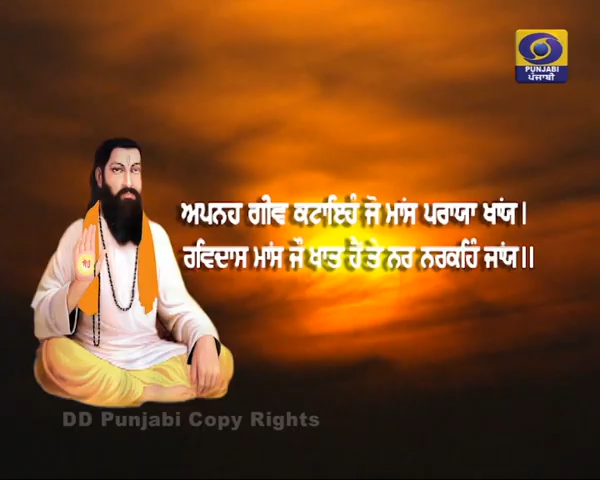 PUNJABI
ਪੰਜਾਬੀ
ਅਪਨਹ ਗੀਵ ਕਟਾਇਹੰ ਜੋ ਮਾਂਸ ਪਰਾਯਾ ਖਾਂਯ।
ਰਵਿਦਾਸ ਮਾਂਸ ਜੌ ਖਾਤ ਹੋਂ ਤੇ ਨਰ ਨਰਕਹਿੰ ਜਾਂਯ॥
DD Punjabi Copy Rights